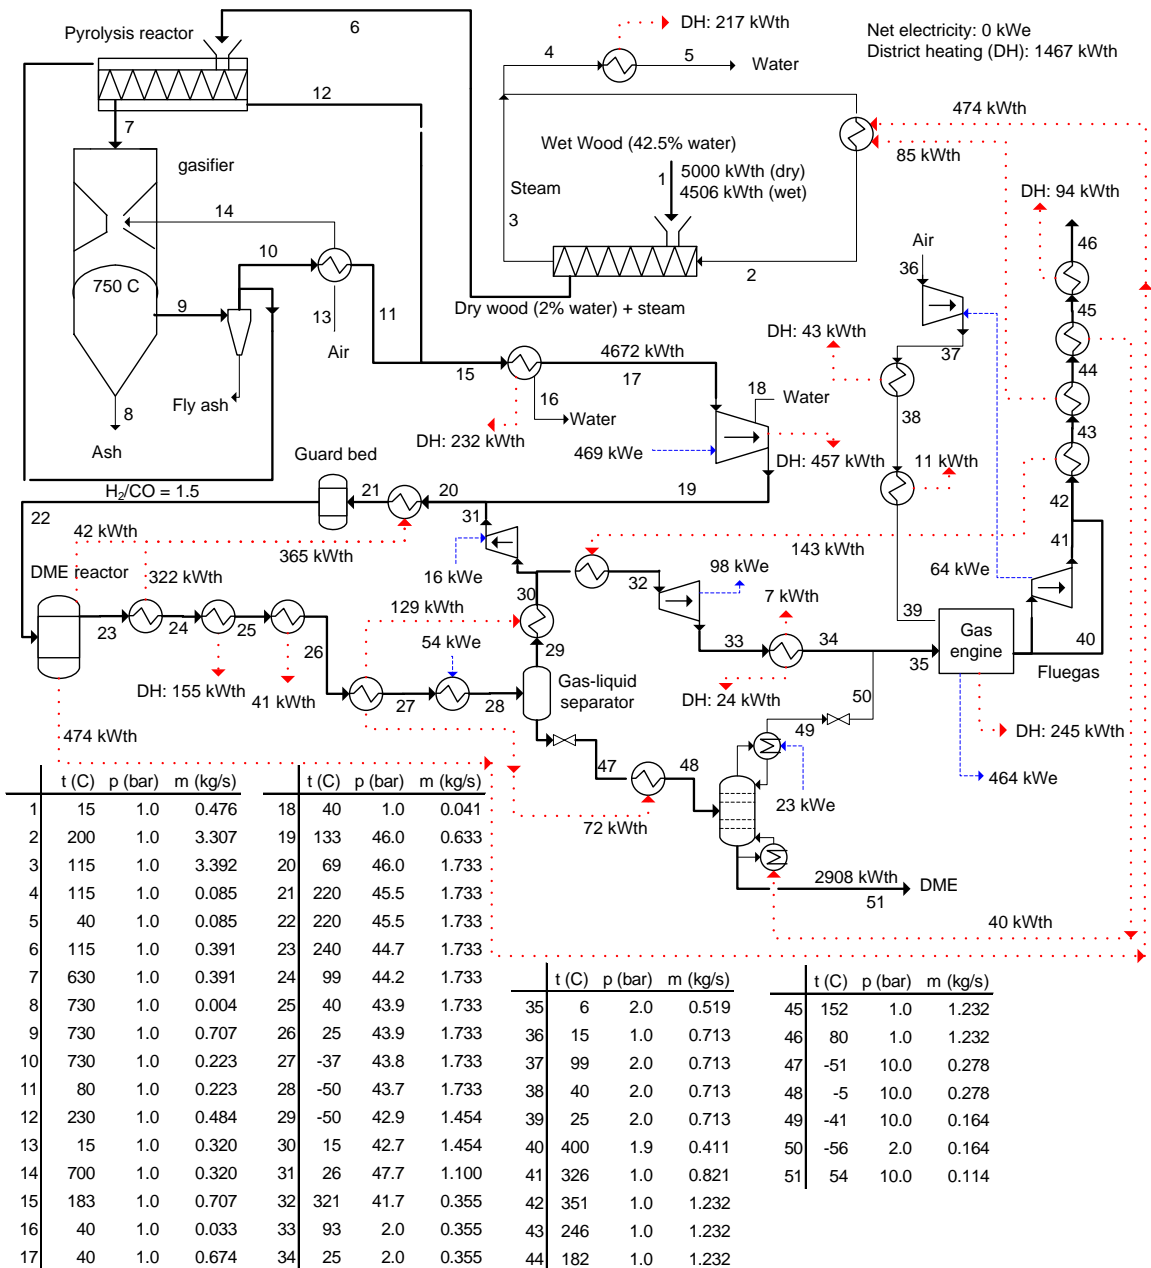 Pyrolysis reactor
6
DH: 217 kWth
4
5
Water
Net electricity: 0 kWe
District heating (DH): 1467 kWth
12
7
474 kWth
gasifier
Wet Wood (42.5% water)
85 kWth
1
5000 kWth (dry)
4506 kWth (wet)
Steam
3
DH: 94 kWth
14
46
10
Air
36
2
750 C
9
Dry wood (2% water) + steam
45
13
11
Air
DH: 43 kWth
37
4672 kWth
44
15
17
18
Water
38
8
Fly ash
16
Water
43
Ash
DH: 232 kWth
469 kWe
DH: 457 kWth
11 kWth
Guard bed
H2/CO = 1.5
21
20
19
42
22
42 kWth
365 kWth
31
143 kWth
41
DME reactor
322 kWth
16 kWe
98 kWe
64 kWe
32
30
129 kWth
7 kWth
39
23
24
25
26
54 kWe
29
33
34
35
Gas
engine
40
Fluegas
DH: 155 kWth
41 kWth
27
28
Gas-liquid
separator
DH: 24 kWth
50
474 kWth
49
DH: 245 kWth
47
48
464 kWe
23 kWe
72 kWth
2908 kWth
51
DME
40 kWth
t (C) p (bar) m (kg/s)
1 15 1.0 0.476
2 200 1.0 3.307
3 115 1.0 3.392
4 115 1.0 0.085
5 40 1.0 0.085
6 115 1.0 0.391
7 630 1.0 0.391
8 730 1.0 0.004
9 730 1.0 0.707
10 730 1.0 0.223
11 80 1.0 0.223
12 230 1.0 0.484
13 15 1.0 0.320
14 700 1.0 0.320
15 183 1.0 0.707
16 40 1.0 0.033
17 40 1.0 0.674
t (C) p (bar) m (kg/s)
18 40 1.0 0.041
19 133 46.0 0.633
20 69 46.0 1.733
21 220 45.5 1.733
22 220 45.5 1.733
23 240 44.7 1.733
24 99 44.2 1.733
25 40 43.9 1.733
26 25 43.9 1.733
27 -37 43.8 1.733
28 -50 43.7 1.733
29 -50 42.9 1.454
30 15 42.7 1.454
31 26 47.7 1.100
32 321 41.7 0.355
33 93 2.0 0.355
34 25 2.0 0.355
t (C) p (bar) m (kg/s)
35 6 2.0 0.519
36 15 1.0 0.713
37 99 2.0 0.713
38 40 2.0 0.713
39 25 2.0 0.713
40 400 1.9 0.411
41 326 1.0 0.821
42 351 1.0 1.232
43 246 1.0 1.232
44 182 1.0 1.232
t (C) p (bar) m (kg/s)
45 152 1.0 1.232
46 80 1.0 1.232
47 -51 10.0 0.278
48 -5 10.0 0.278
49 -41 10.0 0.164
50 -56 2.0 0.164
51 54 10.0 0.114